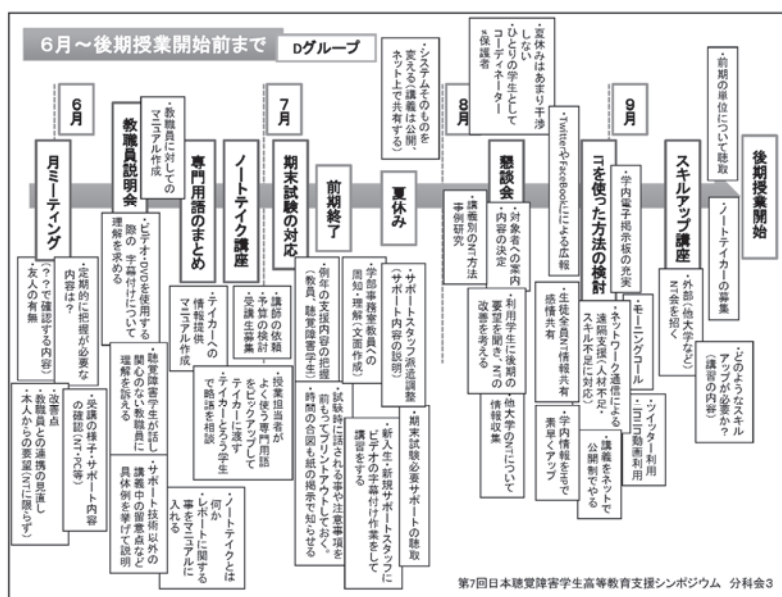 6月～後期授業開始前まで
Dグループ
6月
月ミーティング
・定期的に把握が必要な
内容は?
(??で確認する内容)
・友人の有無
・受講の様子・サポート内容
の確認(NT・PC等)
改善点
・教職員との連携の見直し
・本人からの要望(NTに限らず)
教職員説明会
・教職員に対しての
マニュアル作成
・ビデオ・DVDを使用する
際の 字幕付けについて
理解を求める
・聴覚障害学生が話し
関心のない教職員に
理解を訴える
・サポート技術以外の
講義中の留意点など
具体例を挙げて説明
専門用語のまとめ
・テイカーへの
情報提供
マニュアル作成
・授業担当者が
よく使う専門用語
をピックアップして
テイカーに渡す
・テイカーとろう学生
で略語を相談
・ノートテイクとは
何か
・レポートに関する
事をマニュアルに
入れる
ノートテイク講座
・講師の依頼
・予算の検討
・受講生募集
7月
期末試験の対応
前期終了
・例年の支援内容の把握
(教員、聴覚障害学生)
・学部事務室教員への
周知・理解(文面作成)
・試験時に話される事や注意事項を
前もってプリントアウトしておく。
時間の合図も紙の掲示で知らせる
夏休み
・システムそのものを
変える(講義は公開、
ネット上で共有する)
・サポートスタッフ派遣調整
(サポート内容の説明)
・期末試験必要サポートの聴取
・新入生・新規サポートスタッフに
ビデオの字幕付け作業をして
講習をする
8月
・夏休みはあまり干渉
しない
・ひとりの学生として
・コーディネーター
・保護者
懇談会
・講義別のNT方法
事例研究
・対象者への案内
・内容の決定
・利用学生に後期の
要望を聞き、NTの
改善を考える
・他大学のNTについて
情報収集
・TwitterやFaceBookによる広報
9月
ITを使った方法の検討
・学内電子掲示板の充実
・生徒全員NT情報共有
・感情共有
・ネットワーク通信による
遠隔支援(人材不足・
スキル不足に対応)
・モーニングコール
・ツイッター利用
・ニコニコ動画利用
・学内情報をHPで
素早くアップ
・講義をネットで
公開制でやる
スキルアップ講座
・外部(他大学など)
NT会を招く
・どのようなスキル
アップが必要か?
(講習の内容)
・前期の単位について聴取
・ノートテイカーの募集
後期授業開始
第7回日本聴覚障害学生高等教育支援シンポジウム 分科会3